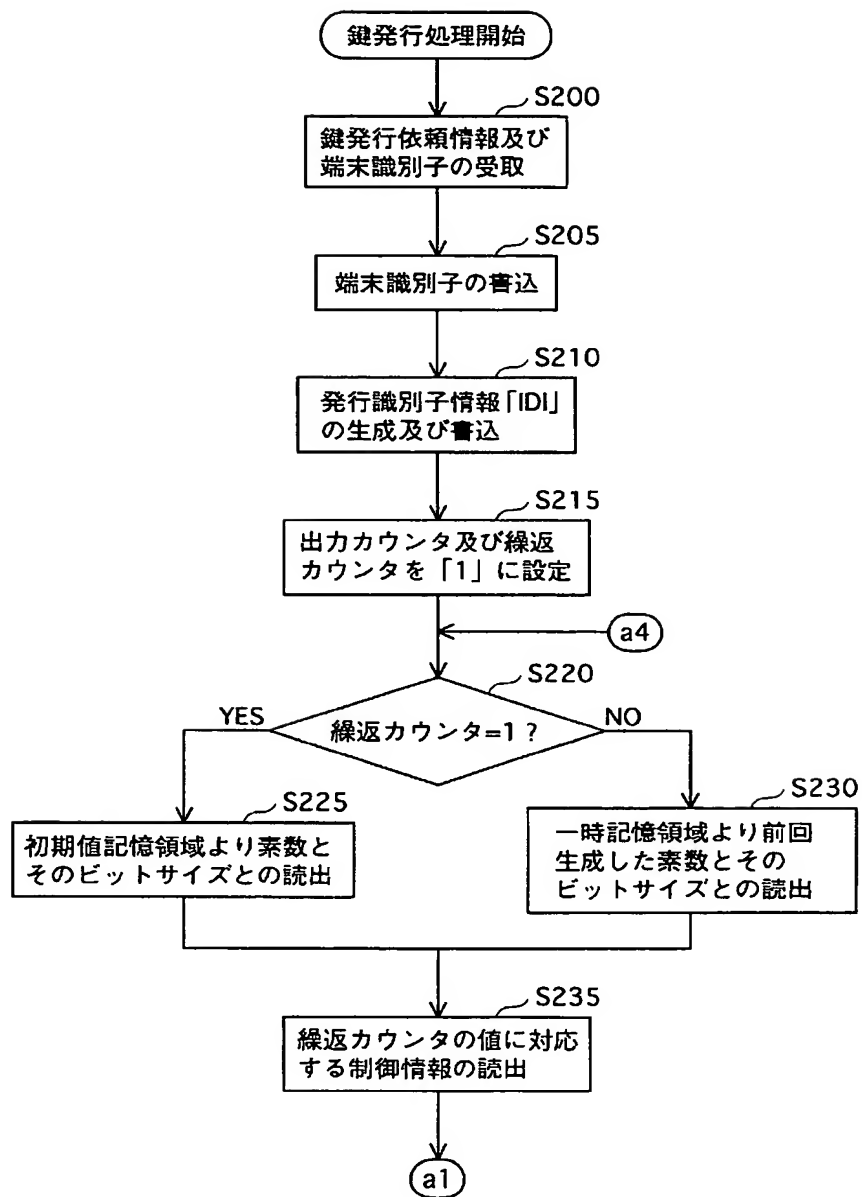 鍵発行処理開始
S200
鍵発行依頼情報及び
端末識別子の受取
S205
端末識別子の書込
S210
発行識別子情報「IDI」
の生成及び書込
S215
出力カウンタ及び繰返
カウンタを「1」に設定
a4
S220
YES
繰返カウンタ=1？
NO
S225
初期値記憶領域より素数と
そのビットサイズとの読出
S230
一時記憶領域より前回
生成した素数とその
ビットサイズとの読出
S235
繰返カウンタの値に対応
する制御情報の読出
a1